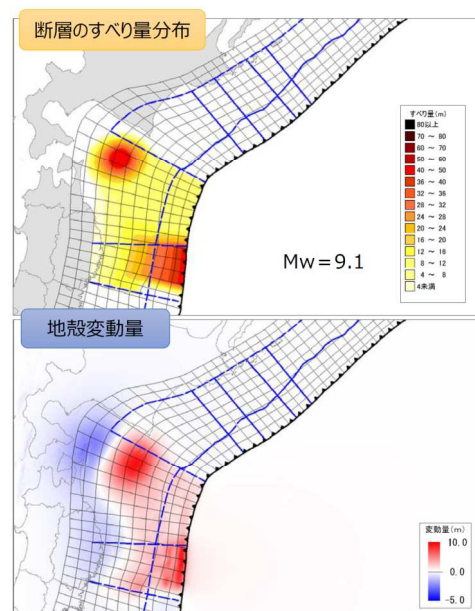 断層のすべり量分布
すべり量(m)
80以上
70 ~ 80
60 ~ 70
50 ~ 60
40 ~ 50
36 ~ 40
32 ~ 36
28 ~ 32
24 ~ 28
20 ~ 24
16 ~ 20
12 ~ 16
8 ~ 12
4 ~ 8
4未満
Mw=9.1
地殻変動量
変動量(m)
10.0
0.0
-5.0